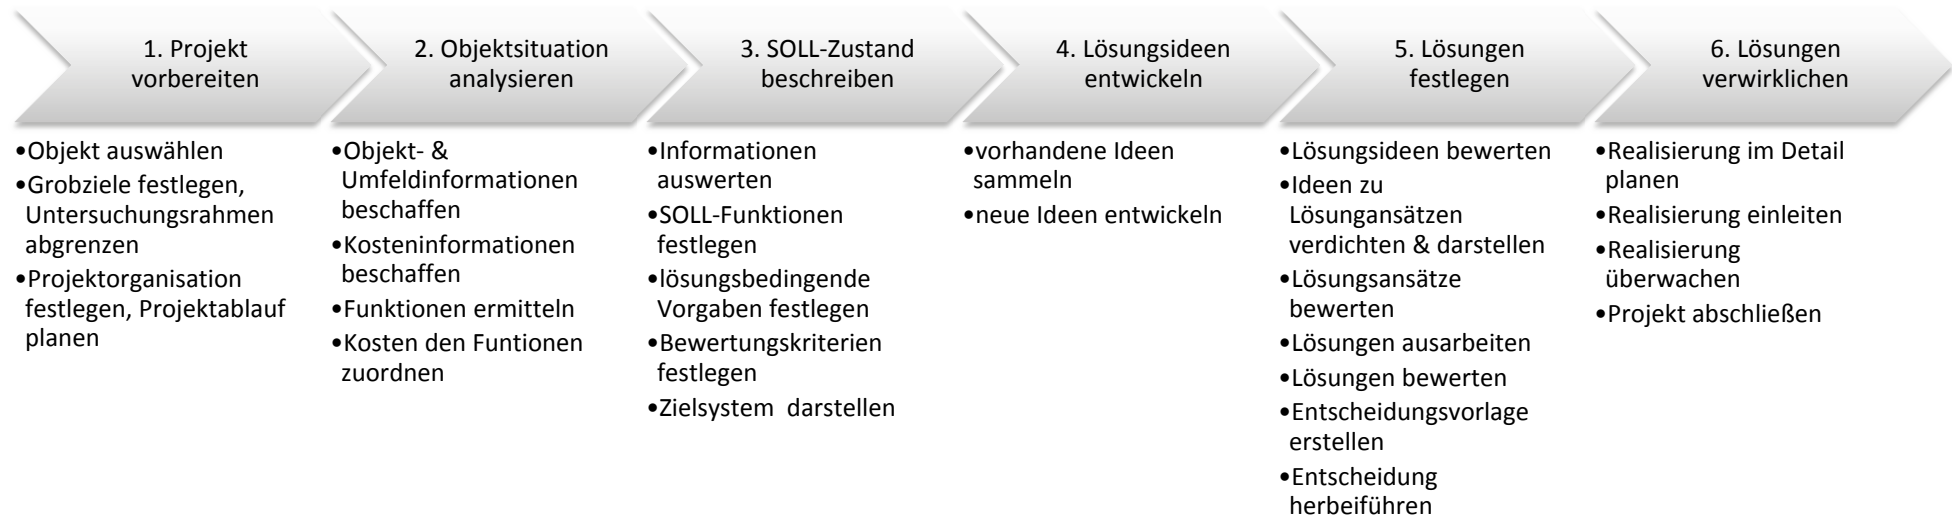 1. Projekt
vorbereiten
•Objekt auswählen
•Grobziele festlegen,
Untersuchungsrahmen
abgrenzen
•Projektorganisation
festlegen, Projektablauf
planen
2. Objektsituation
analysieren
•Objekt- &
Umfeldinformationen
beschaffen
•Kosteninformationen
beschaffen
•Funktionen ermitteln
•Kosten den Funtionen
zuordnen
3. SOLL-Zustand
beschreiben
•Informationen
auswerten
•SOLL-Funktionen
festlegen
•lösungsbedingende
Vorgaben festlegen
•Bewertungskriterien
festlegen
•Zielsystem  darstellen
4. Lösungsideen
entwickeln
•vorhandene Ideen
sammeln
•neue Ideen entwickeln
5. Lösungen
festlegen
•Lösungsideen bewerten
•Ideen zu
Lösungansätzen
verdichten & darstellen
•Lösungsansätze
bewerten
•Lösungen ausarbeiten
•Lösungen bewerten
•Entscheidungsvorlage
erstellen
•Entscheidung
herbeiführen
6. Lösungen
verwirklichen
•Realisierung im Detail
planen
•Realisierung einleiten
•Realisierung
überwachen
•Projekt abschließen